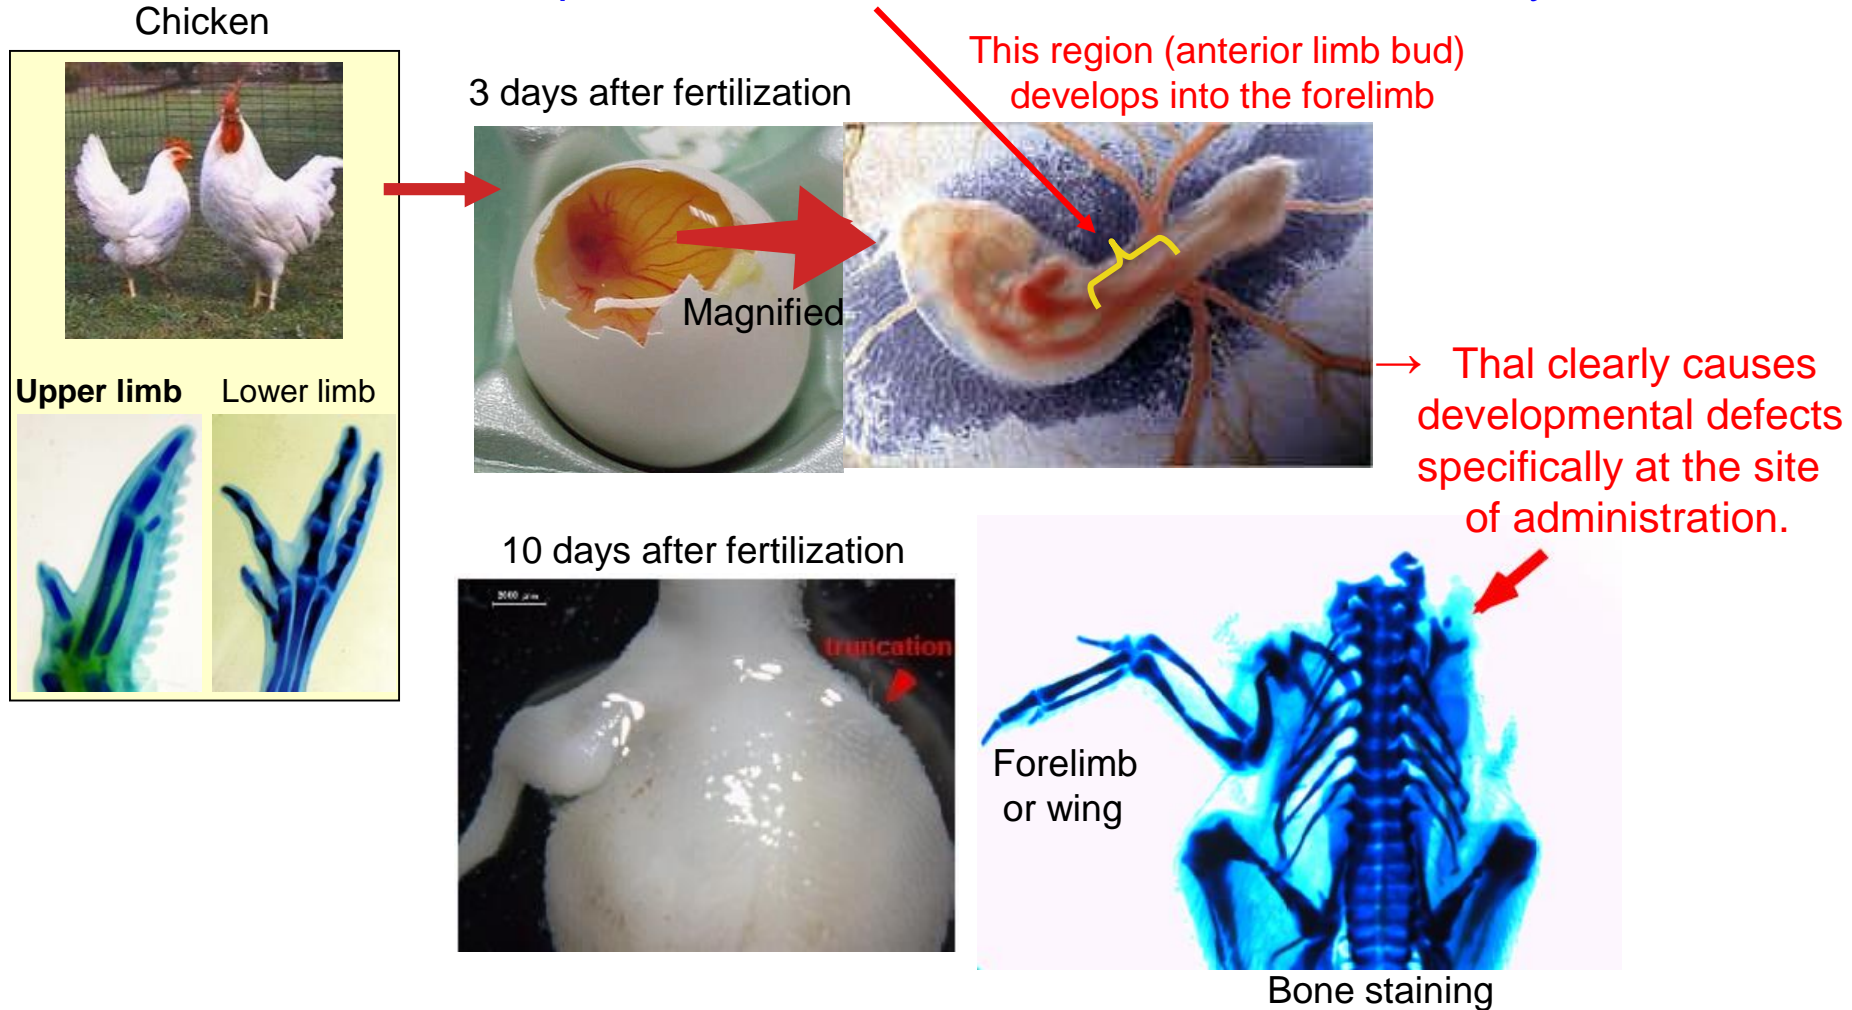 Chicken
This region (anterior limb bud)
develops into the forelimb
3 days after fertilization
Magnified
Upper limb
Lower limb
→ Thal clearly causes
developmental defects
specifically at the site
of administration.
10 days after fertilization
2000 µm
truncation
Forelimb
or wing
Bone staining